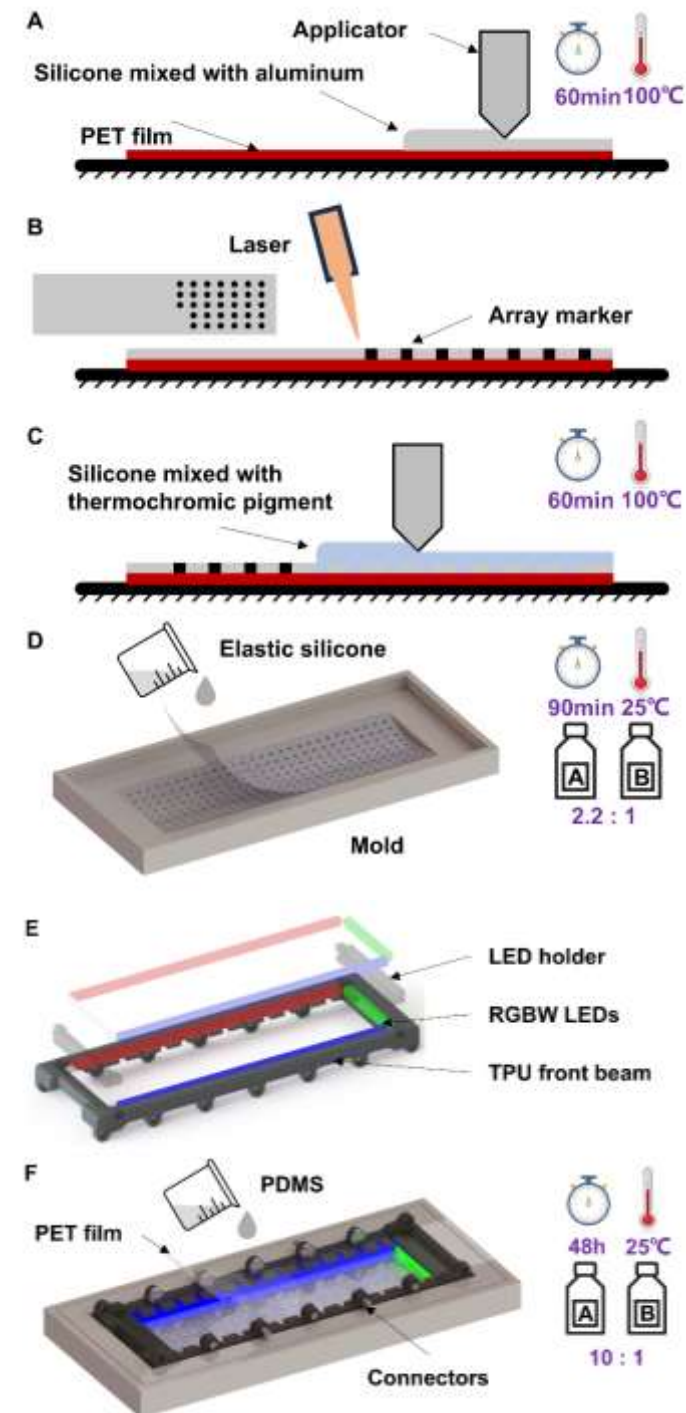 A
Applicator
Silicone mixed with aluminum
60min 100℃
PET film
B
Laser
Array marker
C
Silicone mixed with
thermochromic pigment
60min 100℃
D
Elastic silicone
90min 25℃
A B
2.2 : 1
Mold
E
LED holder
RGBW LEDs
TPU front beam
F
PDMS
PET film
48h 25℃
A B
10 : 1
Connectors